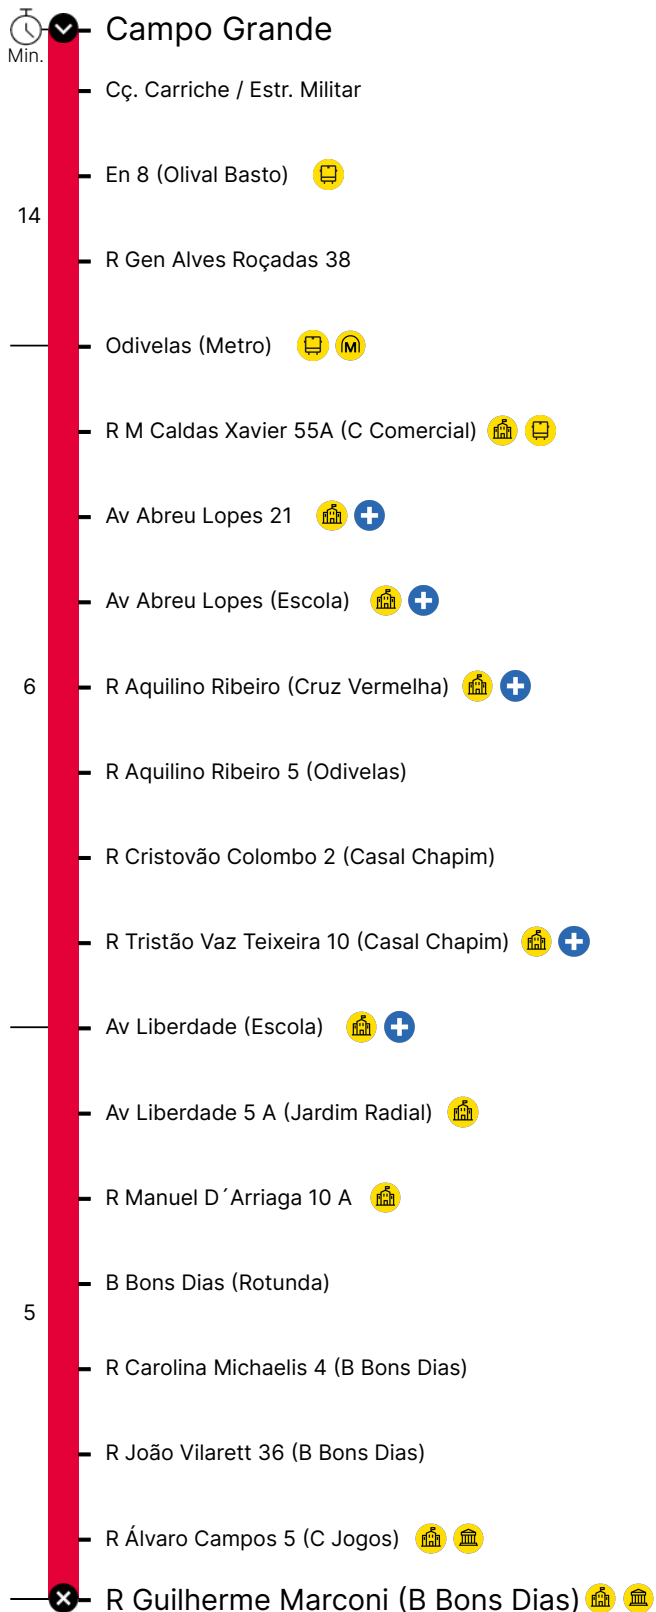 Campo Grande
Min.
Cç. Carriche / Estr. Militar
En 8 (Olival Basto)
14
R Gen Alves Roçadas 38
Odivelas (Metro) M
R M Caldas Xavier 55A (C Comercial)
Av Abreu Lopes 21
Av Abreu Lopes (Escola)
6 R Aquilino Ribeiro (Cruz Vermelha)
R Aquilino Ribeiro 5 (Odivelas)
R Cristovão Colombo 2 (Casal Chapim)
R Tristão Vaz Teixeira 10 (Casal Chapim)
Av Liberdade (Escola)
Av Liberdade 5 A (Jardim Radial)
R Manuel D´Arriaga 10 A
B Bons Dias (Rotunda)
5
R Carolina Michaelis 4 (B Bons Dias)
R João Vilarett 36 (B Bons Dias)
R Álvaro Campos 5 (C Jogos)
R Guilherme Marconi (B Bons Dias)